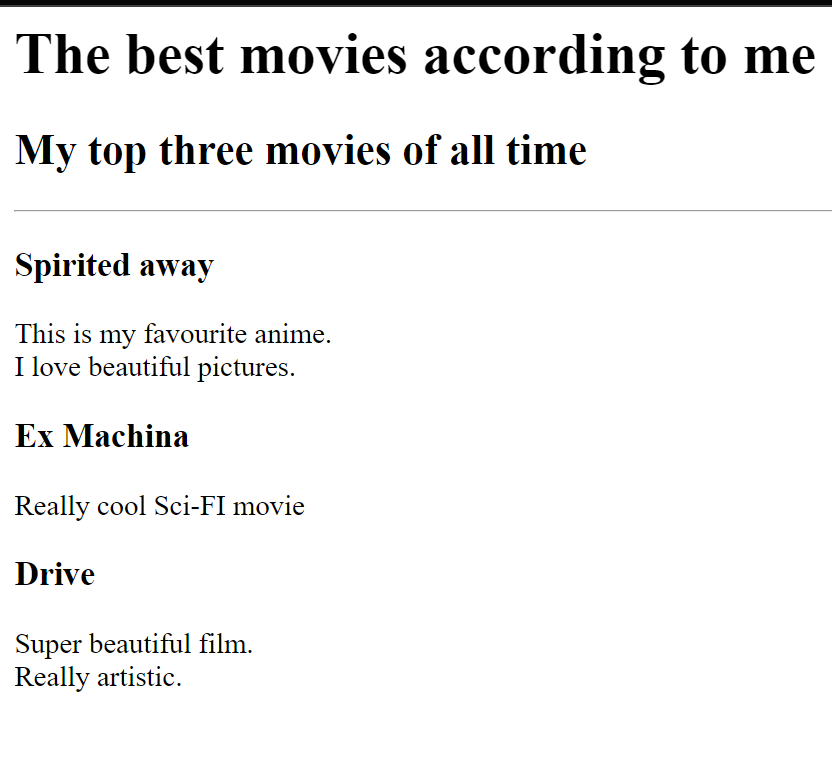 The best movies according to me
My top three movies of all time
Spirited away
This is my favourite anime.
I love beautiful pictures.
Ex Machina
Really cool Sci-FI movie
Drive
Super beautiful film.
Really artistic.